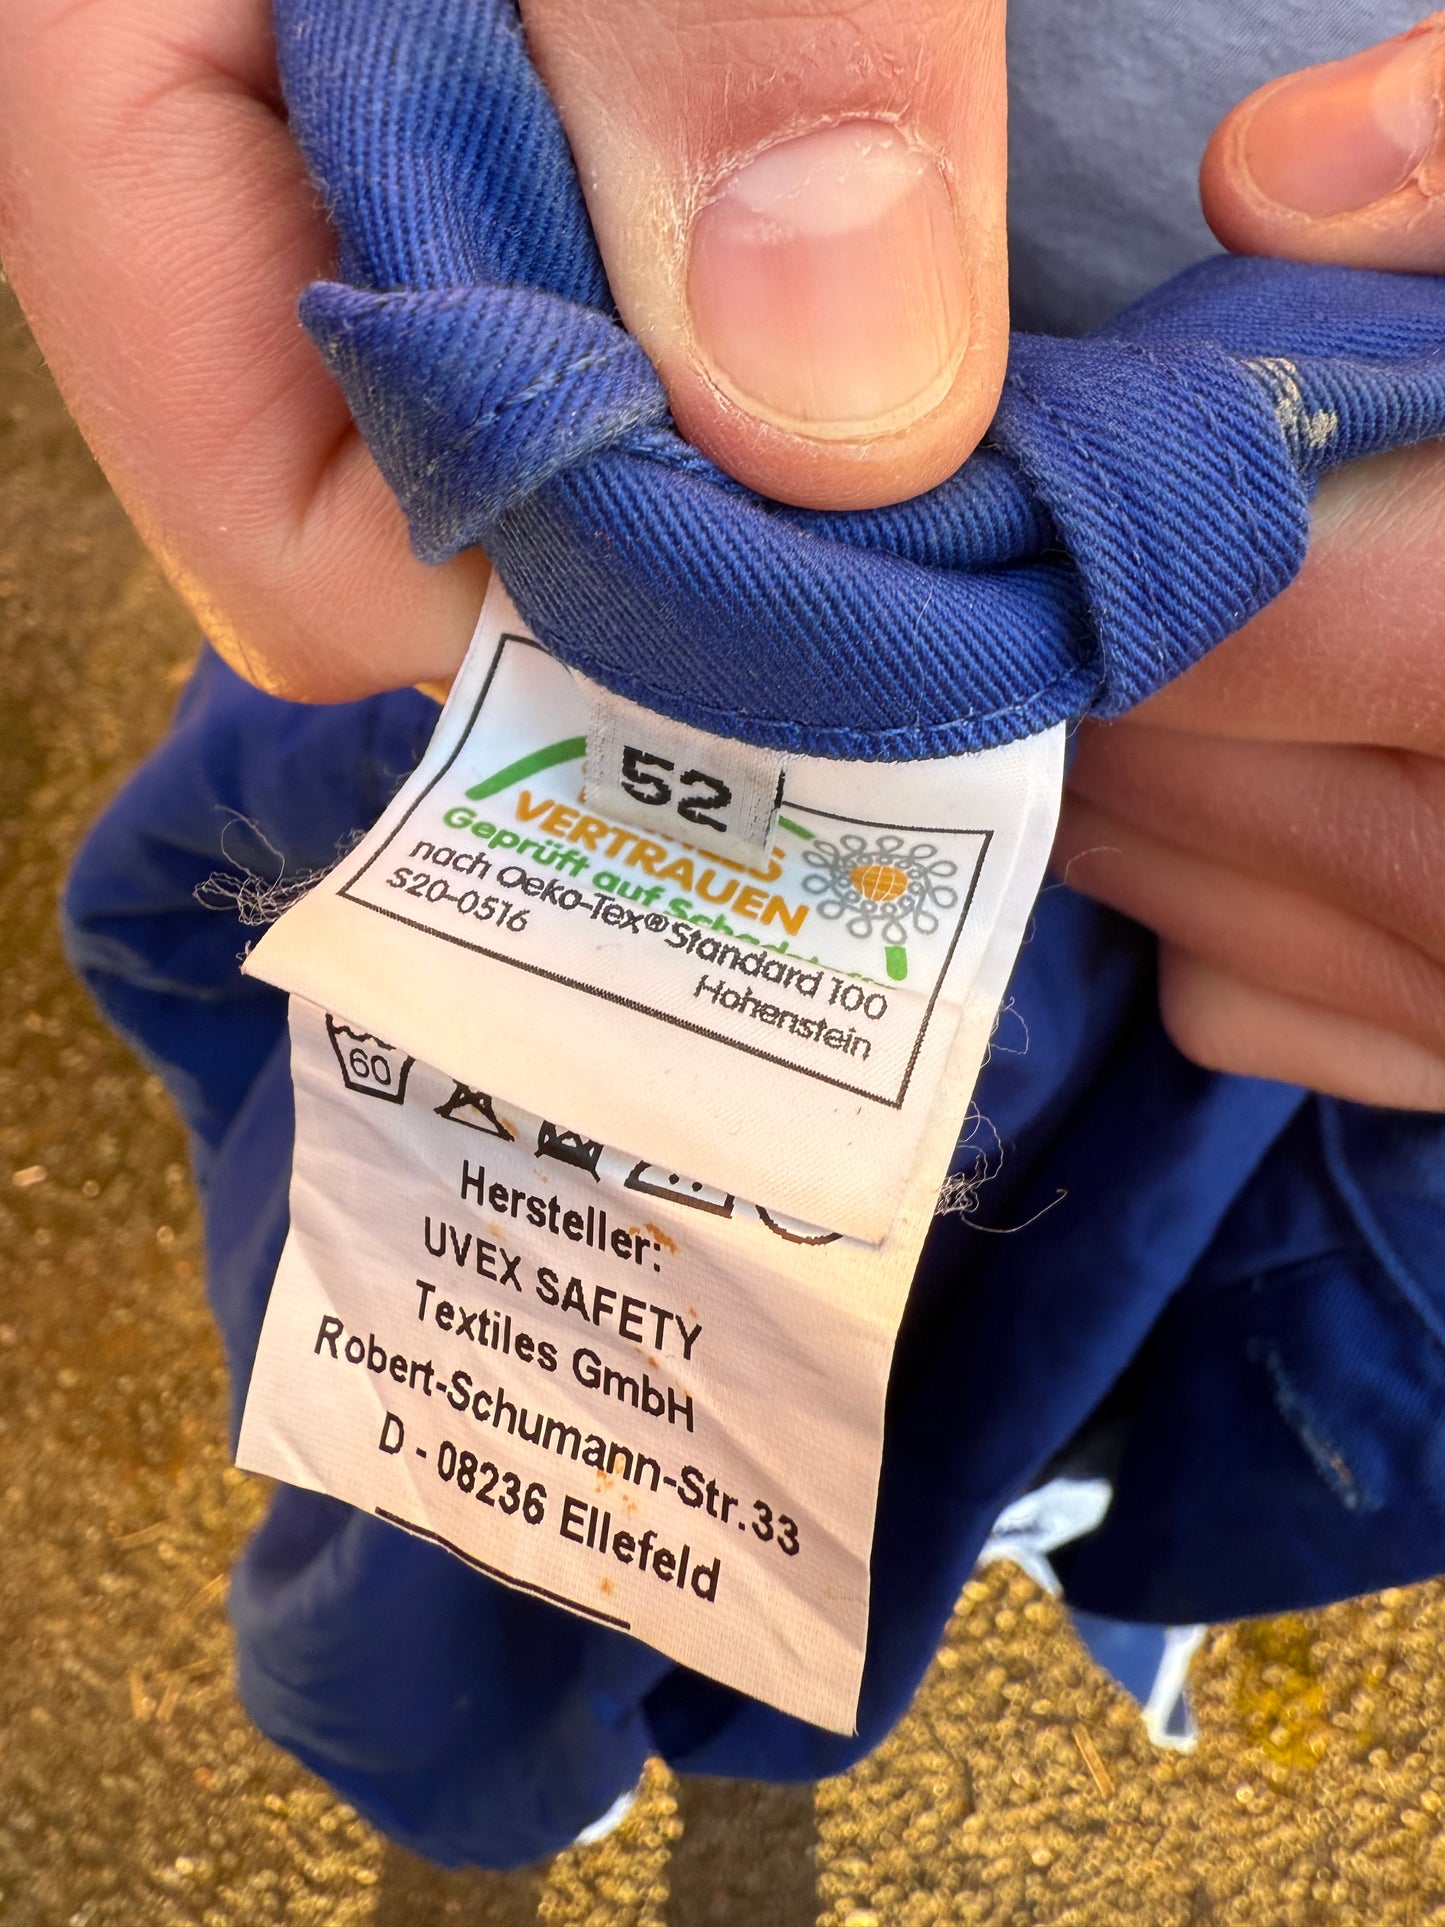 52
VERTRAUEN
Geprüft auf
nach Oeko-Tex® Standard 100
S20-0516
Hohenstein
60
Hersteller:
UVEX SAFETY
Textiles GmbH
Robert-Schumann-Str.33
D - 08236 Ellefeld